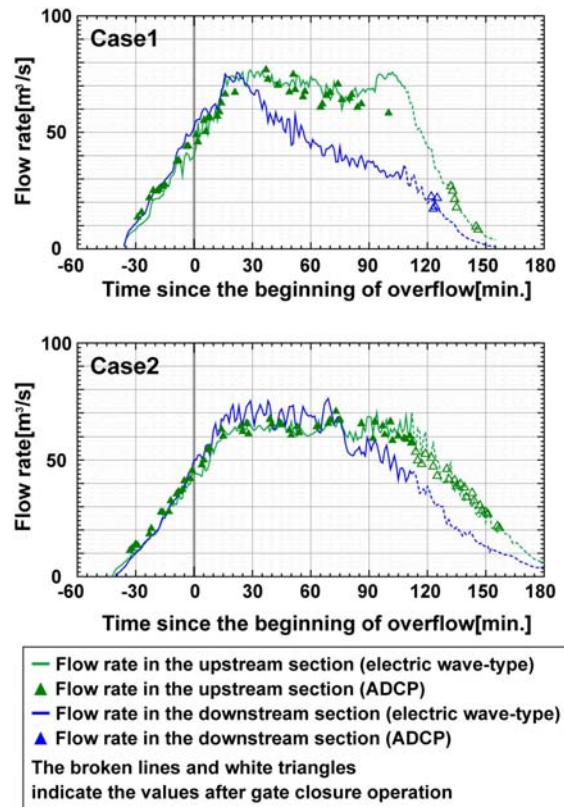 Case1
Flow rate[m³/s]
100
50
0
-60 -30 0 30 60 90 120 150 180
Time since the beginning of overflow[min.]
Case2
Flow rate[m³/s]
100
50
0
-60 -30 0 30 60 90 120 150 180
Time since the beginning of overflow[min.]
Flow rate in the upstream section (electric wave-type)
Flow rate in the upstream section (ADCP)
Flow rate in the downstream section (electric wave-type)
Flow rate in the downstream section (ADCP)
The broken lines and white triangles
indicate the values after gate closure operation